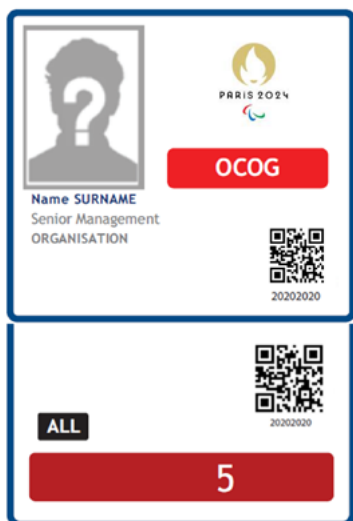 ?
PARIS 2024
OCOG
Name SURNAME
Senior Management
ORGANISATION
20202020
20202020
ALL
5